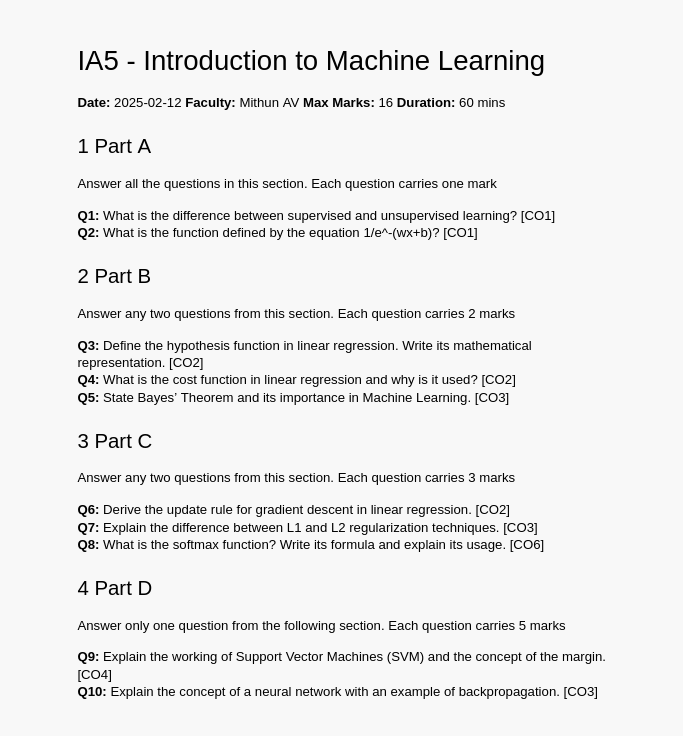 IA5 - Introduction to Machine Learning
Date: 2025-02-12 Faculty: Mithun AV Max Marks: 16 Duration: 60 mins
1 Part A
Answer all the questions in this section. Each question carries one mark
Q1: What is the difference between supervised and unsupervised learning? [CO1]
Q2: What is the function defined by the equation 1/e^-(wx+b)? [CO1]
2 Part B
Answer any two questions from this section. Each question carries 2 marks
Q3: Define the hypothesis function in linear regression. Write its mathematical
representation. [CO2]
Q4: What is the cost function in linear regression and why is it used? [CO2]
Q5: State Bayes’ Theorem and its importance in Machine Learning. [CO3]
3 Part C
Answer any two questions from this section. Each question carries 3 marks
Q6: Derive the update rule for gradient descent in linear regression. [CO2]
Q7: Explain the difference between L1 and L2 regularization techniques. [CO3]
Q8: What is the softmax function? Write its formula and explain its usage. [CO6]
4 Part D
Answer only one question from the following section. Each question carries 5 marks
Q9: Explain the working of Support Vector Machines (SVM) and the concept of the margin.
[CO4]
Q10: Explain the concept of a neural network with an example of backpropagation. [CO3]